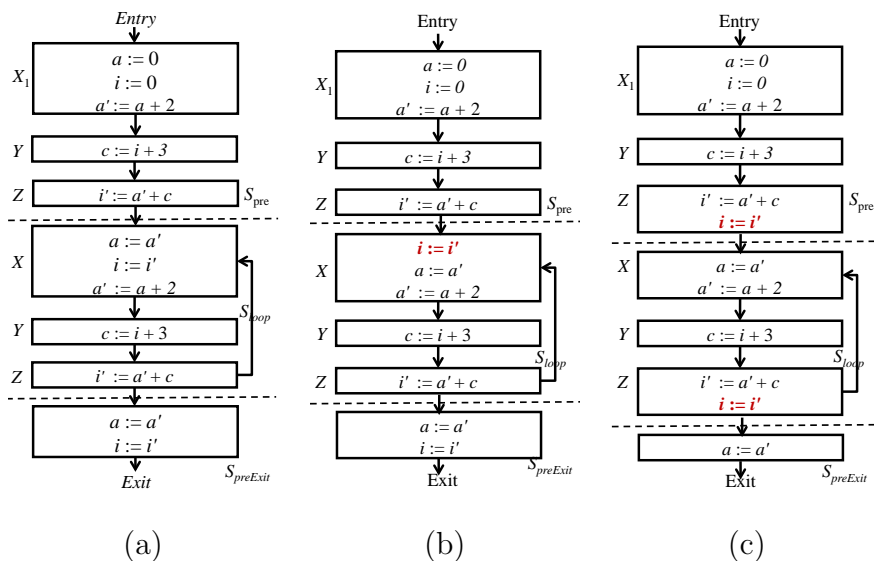 Entry
X1
a := 0
i := 0
a' := a + 2
Y
c := i + 3
Z
i' := a' + c
Spre
X
a := a'
i := i'
a' := a + 2
Y
c := i + 3
Sloop
Z
i' := a' + c
a := a'
i := i'
SpreExit
Exit
(a)
Entry
X1
a := 0
i := 0
a' := a + 2
Y
c := i + 3
Z
i' := a' + c
Spre
X
i := i'
a := a'
a' := a + 2
Y
c := i + 3
Sloop
Z
i' := a' + c
a := a'
i := i'
SpreExit
Exit
(b)
Entry
X1
a := 0
i := 0
a' := a + 2
Y
c := i + 3
Z
i' := a' + c
i := i'
Spre
X
a := a'
a' := a + 2
Y
c := i + 3
Sloop
Z
i' := a' + c
i := i'
a := a'
SpreExit
Exit
(c)